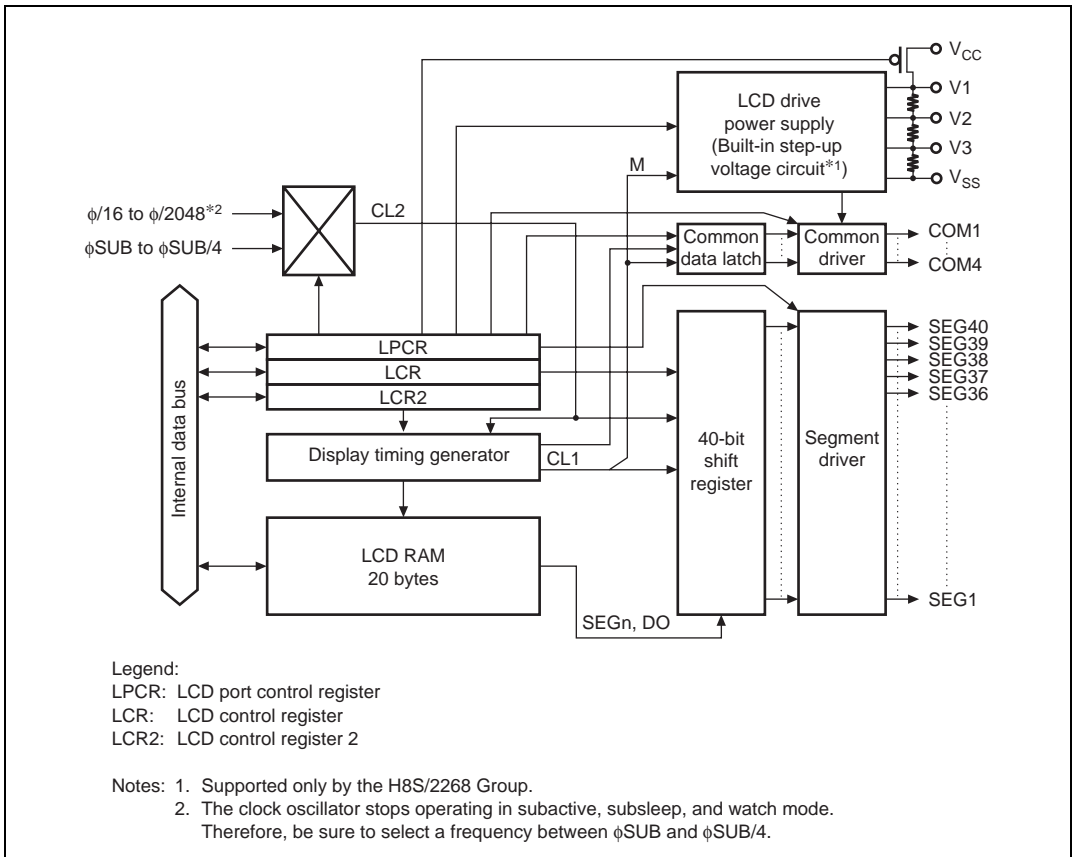 V_CC
V1
LCD drive
power supply
(Built-in step-up
voltage circuit*1)
V2
V3
V_SS
M
ϕ/16 to ϕ/2048*2
ϕSUB to ϕSUB/4
CL2
Common
data latch
Common
driver
COM1
COM4
Internal data bus
LPCR
LCR
LCR2
Display timing generator
CL1
LCD RAM
20 bytes
SEGn, DO
40-bit
shift
register
Segment
driver
SEG40
SEG39
SEG38
SEG37
SEG36
SEG1
Legend:
LPCR: LCD port control register
LCR: LCD control register
LCR2: LCD control register 2
Notes: 1. Supported only by the H8S/2268 Group.
2. The clock oscillator stops operating in subactive, subsleep, and watch mode.
Therefore, be sure to select a frequency between ϕSUB and ϕSUB/4.